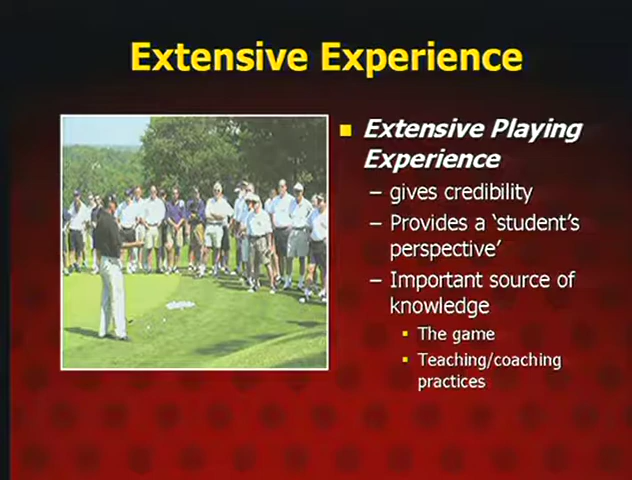 Extensive Experience
Extensive Playing
Experience
– gives credibility
– Provides a ‘student’s
perspective’
– Important source of
knowledge
The game
Teaching/coaching
practices